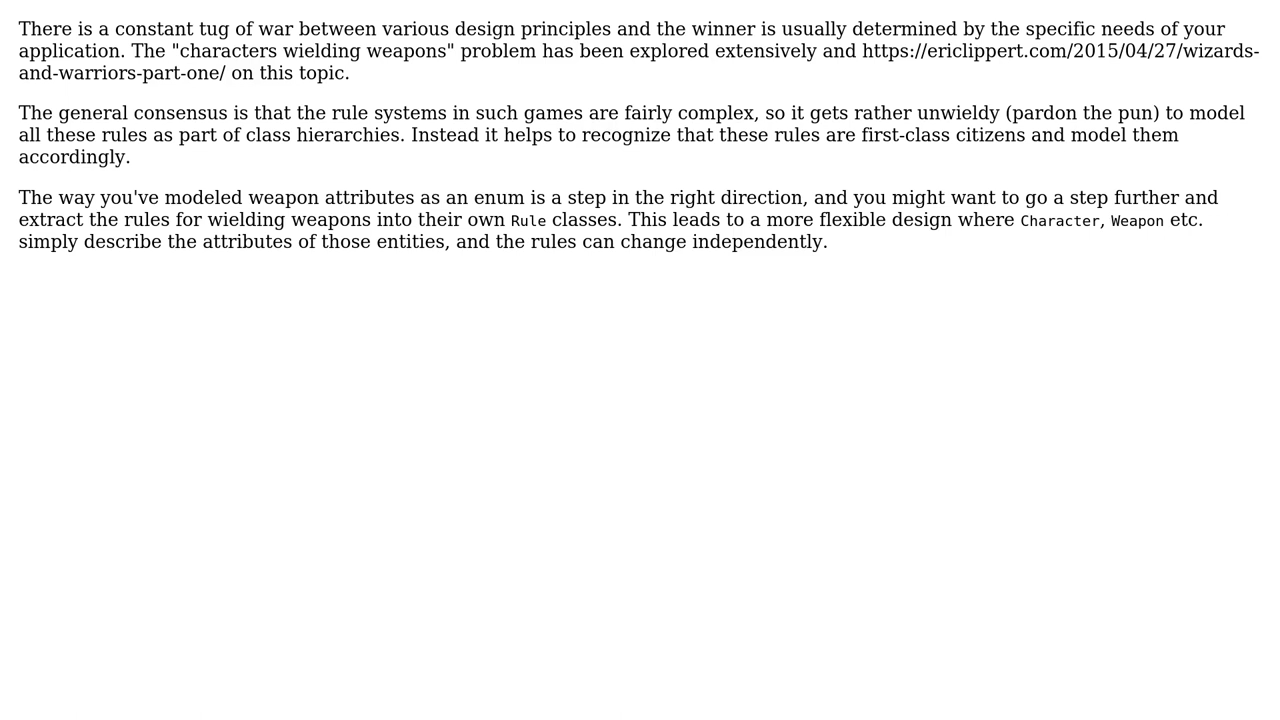 There is a constant tug of war between various design principles and the winner is usually determined by the specific needs of your
application. The "characters wielding weapons" problem has been explored extensively and https://ericlippert.com/2015/04/27/wizards-
and-warriors-part-one/ on this topic.
The general consensus is that the rule systems in such games are fairly complex, so it gets rather unwieldy (pardon the pun) to model
all these rules as part of class hierarchies. Instead it helps to recognize that these rules are first-class citizens and model them
accordingly.
The way you've modeled weapon attributes as an enum is a step in the right direction, and you might want to go a step further and
extract the rules for wielding weapons into their own Rule classes. This leads to a more flexible design where Character, Weapon etc.
simply describe the attributes of those entities, and the rules can change independently.